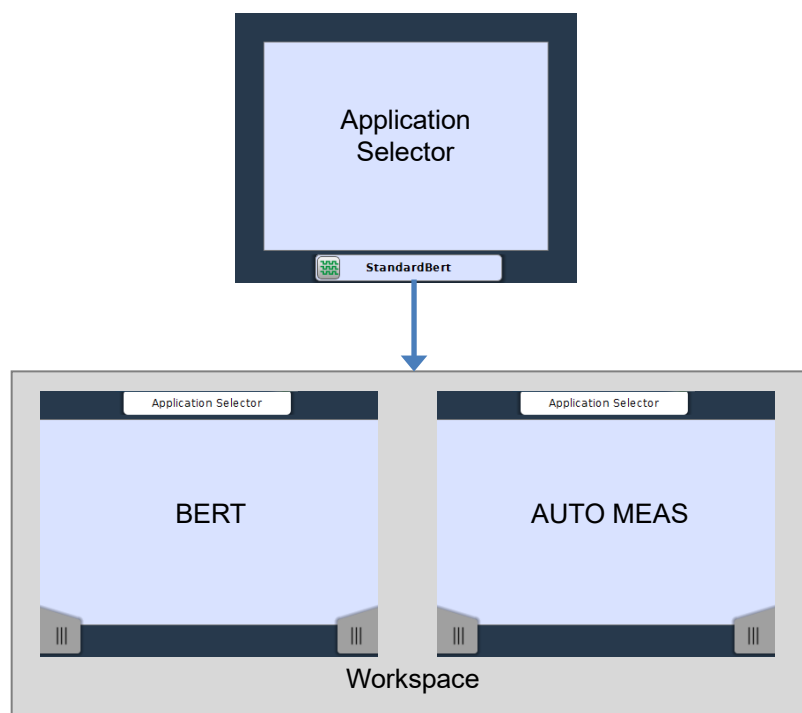 Application
Selector
StandardBert
Application Selector
Application Selector
BERT
AUTO MEAS
Workspace